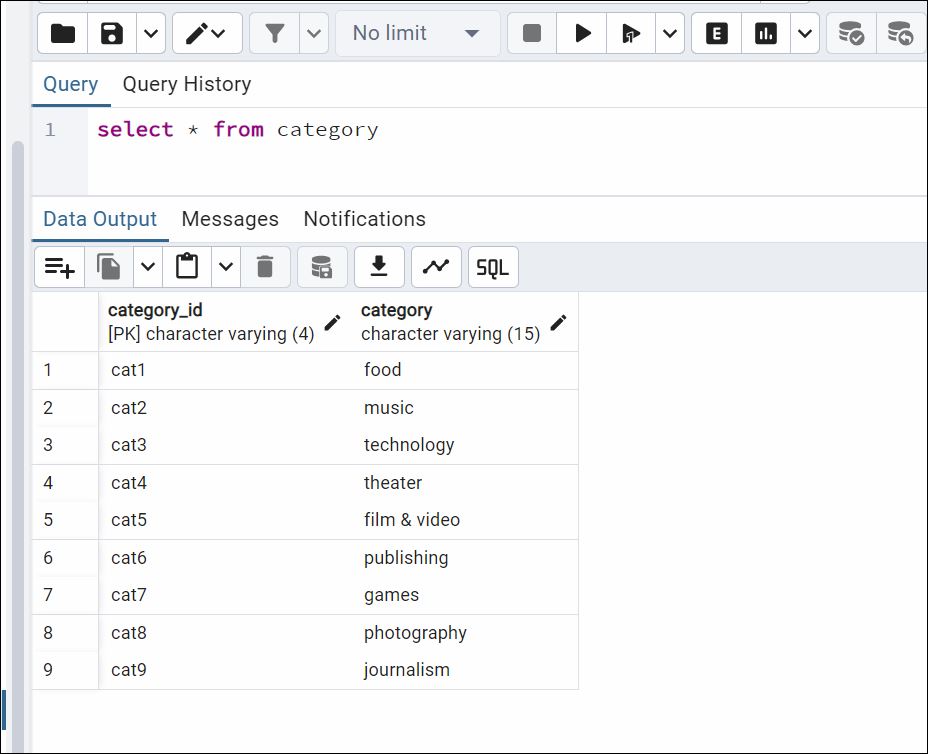 No limit
E
Query Query History
1 select * from category
Data Output Messages Notifications
SQL
category_id category
[PK] character varying (4) character varying (15)
1 cat1 food
2 cat2 music
3 cat3 technology
4 cat4 theater
5 cat5 film & video
6 cat6 publishing
7 cat7 games
8 cat8 photography
9 cat9 journalism